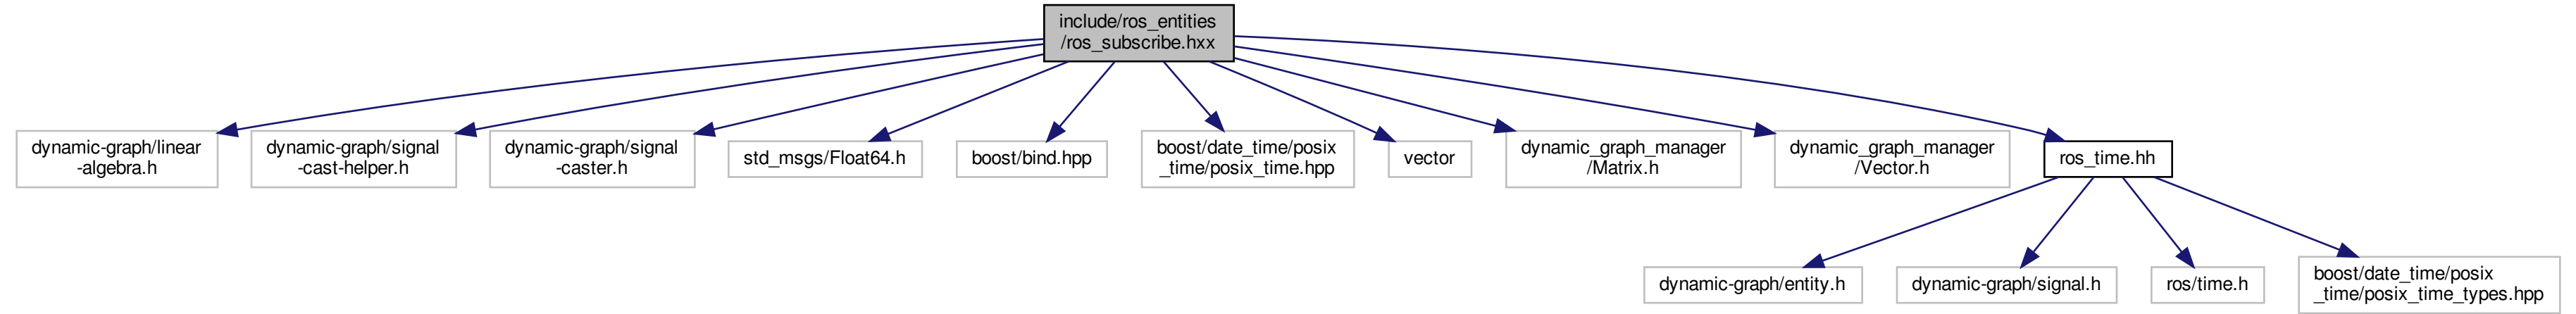 include/ros_entities
/ros_subscribe.hxx
dynamic-graph/linear
-algebra.h
dynamic-graph/signal
-cast-helper.h
dynamic-graph/signal
-caster.h
std_msgs/Float64.h
boost/bind.hpp
boost/date_time/posix
_time/posix_time.hpp
vector
dynamic_graph_manager
/Matrix.h
dynamic_graph_manager
/Vector.h
ros_time.hh
dynamic-graph/entity.h
dynamic-graph/signal.h
ros/time.h
boost/date_time/posix
_time/posix_time_types.hpp